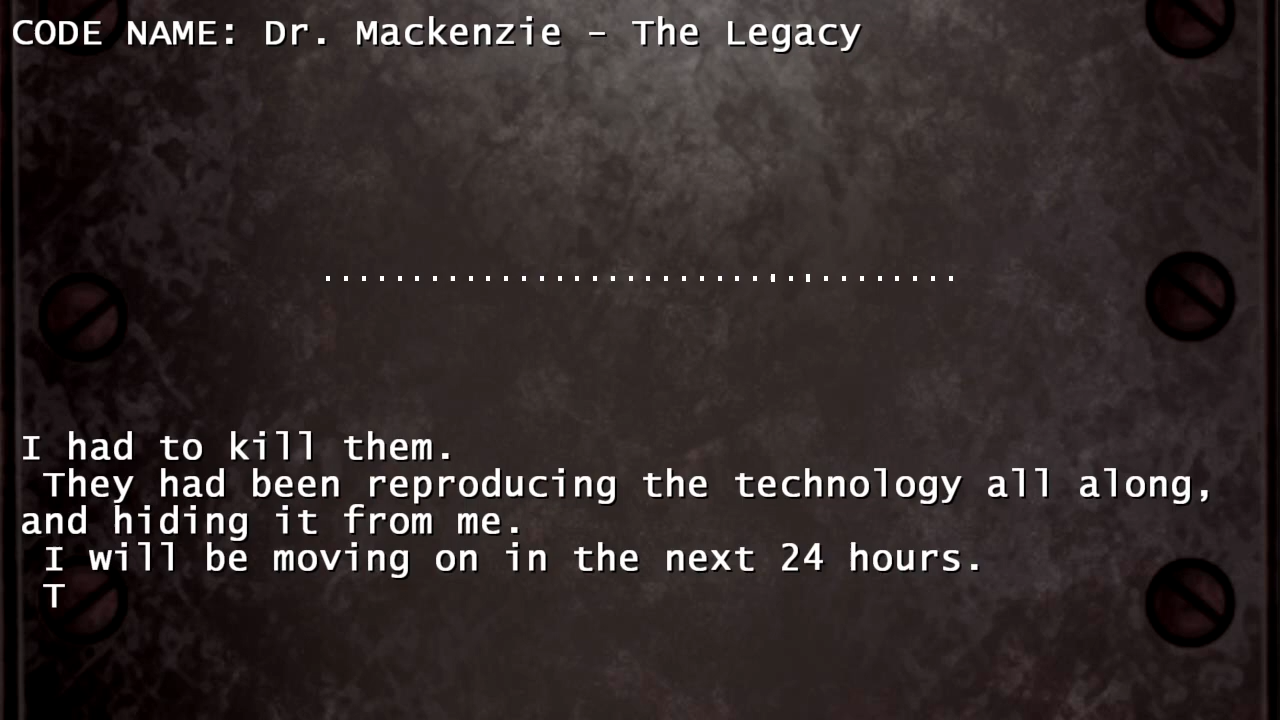 CODE NAME: Dr. Mackenzie - The Legacy
...................................
I had to kill them.
They had been reproducing the technology all along,
and hiding it from me.
I will be moving on in the next 24 hours.
T